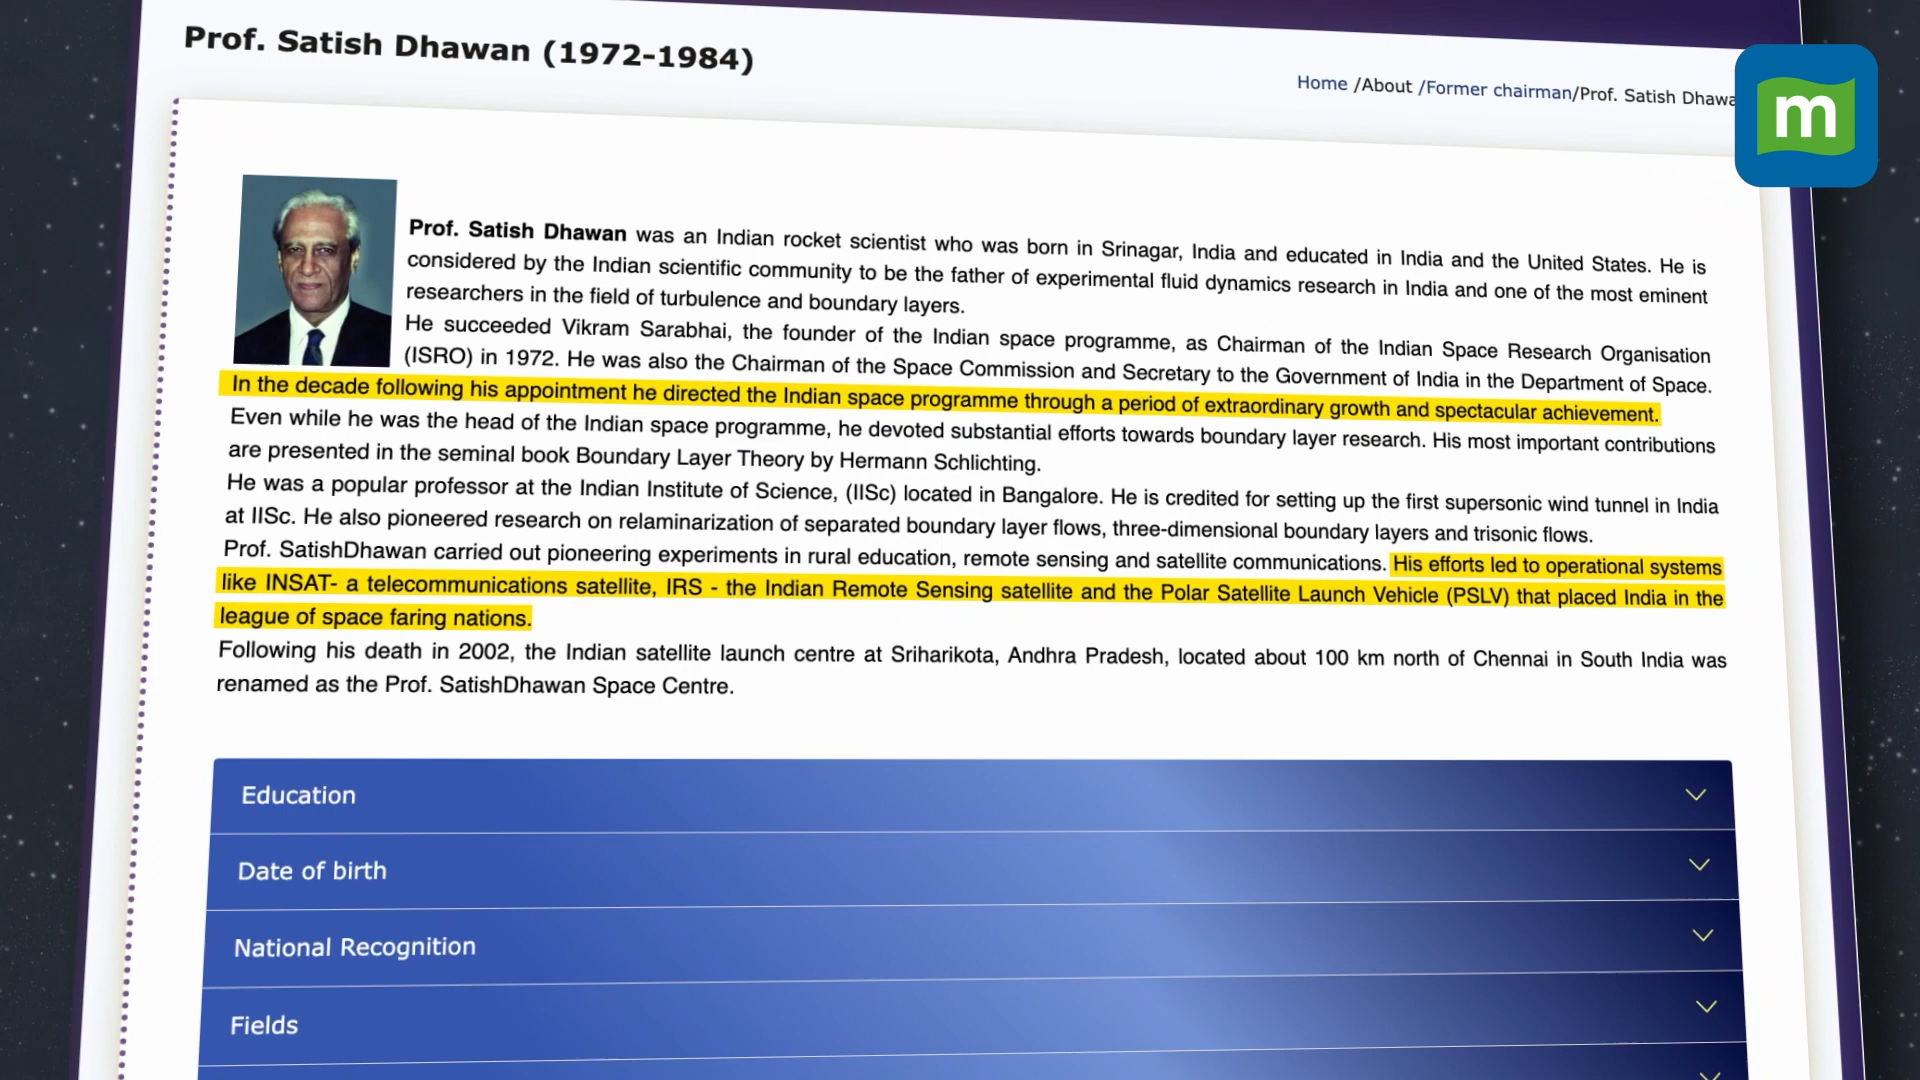 Prof. Satish Dhawan (1972-1984)
Home /About /Former chairman/Prof. Satish Dhawa
m
Prof. Satish Dhawan was an Indian rocket scientist who was born in Srinagar, India and educated in India and the United States. He is
considered by the Indian scientific community to be the father of experimental fluid dynamics research in India and one of the most eminent
researchers in the field of turbulence and boundary layers.
He succeeded Vikram Sarabhai, the founder of the Indian space programme, as Chairman of the Indian Space Research Organisation
(ISRO) in 1972. He was also the Chairman of the Space Commission and Secretary to the Government of India in the Department of Space.
In the decade following his appointment he directed the Indian space programme through a period of extraordinary growth and spectacular achievement.
Even while he was the head of the Indian space programme, he devoted substantial efforts towards boundary layer research. His most important contributions
are presented in the seminal book Boundary Layer Theory by Hermann Schlichting.
He was a popular professor at the Indian Institute of Science, (IISc) located in Bangalore. He is credited for setting up the first supersonic wind tunnel in India
at IISc. He also pioneered research on relaminarization of separated boundary layer flows, three-dimensional boundary layers and trisonic flows.
Prof. SatishDhawan carried out pioneering experiments in rural education, remote sensing and satellite communications. His efforts led to operational systems
like INSAT- a telecommunications satellite, IRS - the Indian Remote Sensing satellite and the Polar Satellite Launch Vehicle (PSLV) that placed India in the
league of space faring nations.
Following his death in 2002, the Indian satellite launch centre at Sriharikota, Andhra Pradesh, located about 100 km north of Chennai in South India was
renamed as the Prof. SatishDhawan Space Centre.
Education
Date of birth
National Recognition
Fields